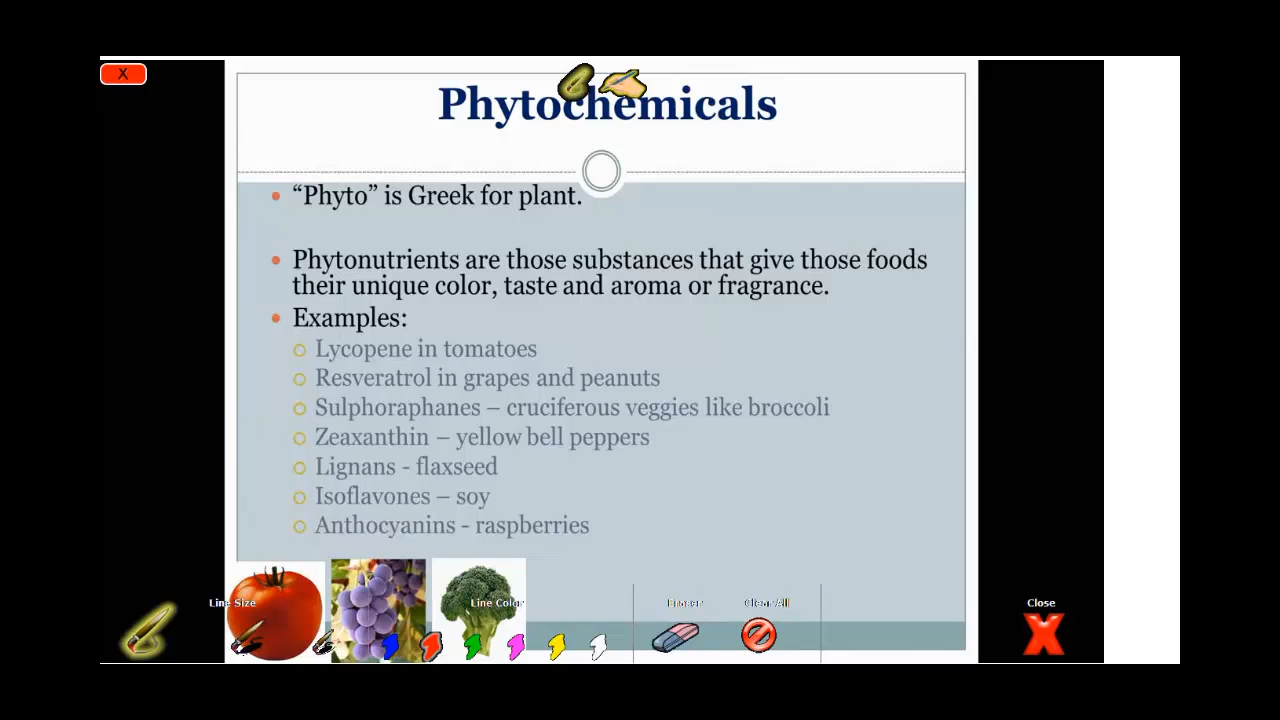 X
Phytochemicals
• “Phyto” is Greek for plant.
• Phytonutrients are those substances that give those foods
their unique color, taste and aroma or fragrance.
• Examples:
○ Lycopene in tomatoes
○ Resveratrol in grapes and peanuts
○ Sulphoraphanes – cruciferous veggies like broccoli
○ Zeaxanthin – yellow bell peppers
○ Lignans - flaxseed
○ Isoflavones – soy
○ Anthocyanins - raspberries
Line Size
Line Color
Eraser
Clear All
Close